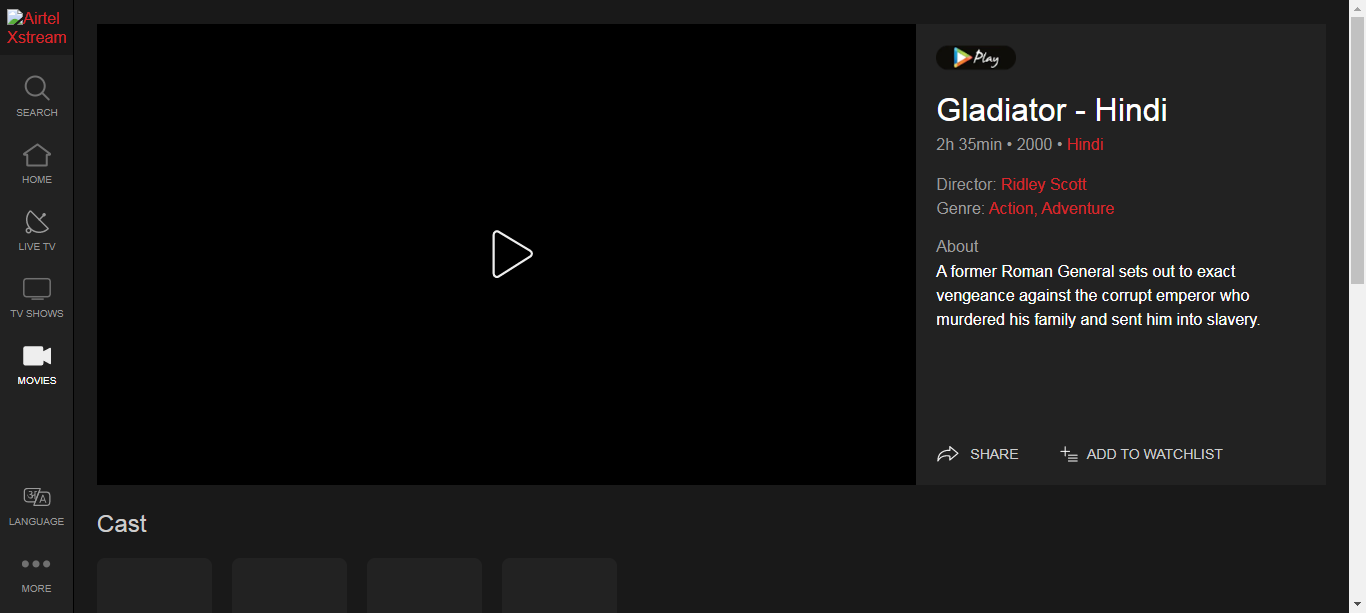 Airtel
Xstream
SEARCH
HOME
LIVE TV
TV SHOWS
MOVIES
LANGUAGE
MORE
Play
Gladiator - Hindi
2h 35min • 2000 • Hindi
Director: Ridley Scott
Genre: Action, Adventure
About
A former Roman General sets out to exact
vengeance against the corrupt emperor who
murdered his family and sent him into slavery.
SHARE
ADD TO WATCHLIST
Cast